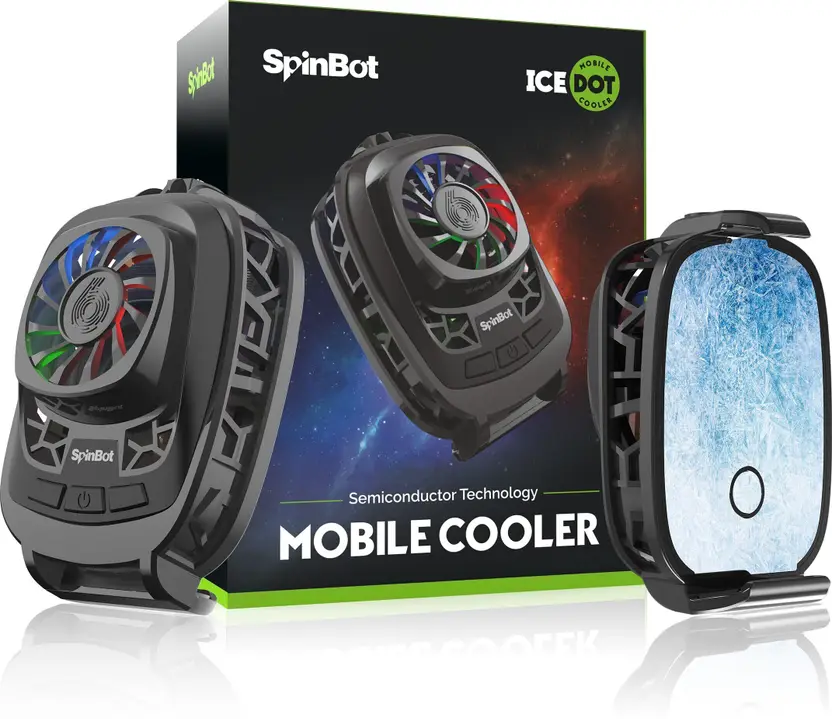 SpinBot
SpinBot
ICE DOT
MOBILE
COOLER
SpinBot
SpinBot
Semiconductor Technology
MOBILE COOLER